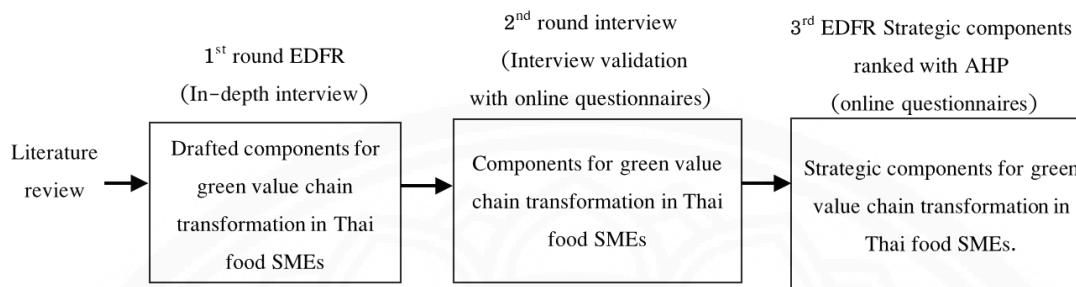 Literature
review
1st round EDFR
(In-depth interview)
Drafted components for
green value chain
transformation in Thai
food SMEs
2nd round interview
(Interview validation
with online questionnaires)
Components for green value
chain transformation in Thai
food SMEs
3rd EDFR Strategic components
ranked with AHP
(online questionnaires)
Strategic components for green
value chain transformation in
Thai food SMEs.